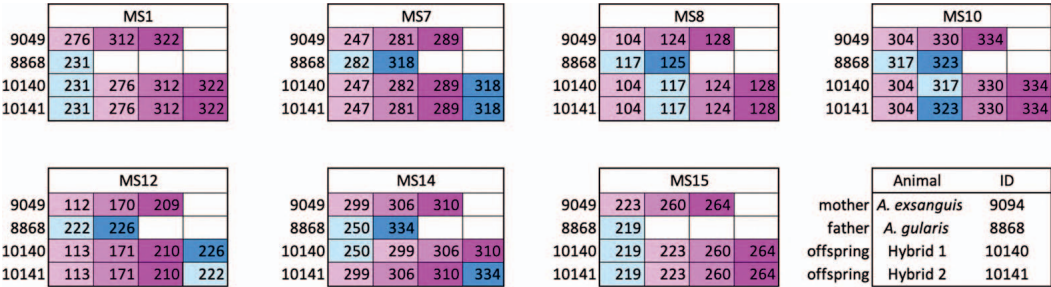 MS1
9049 276 312 322
8868 231
10140 231 276 312 322
10141 231 276 312 322
MS7
9049 247 281 289
8868 282 318
10140 247 282 289 318
10141 247 281 289 318
MS8
9049 104 124 128
8868 117 125
10140 104 117 124 128
10141 104 117 124 128
MS10
9049 304 330 334
8868 317 323
10140 304 317 330 334
10141 304 323 330 334
MS12
9049 112 170 209
8868 222 226
10140 113 171 210 226
10141 113 171 210 222
MS14
9049 299 306 310
8868 250 334
10140 250 299 306 310
10141 299 306 310 334
MS15
9049 223 260 264
8868 219
10140 219 223 260 264
10141 219 223 260 264
Animal ID
mother A. exsanguis 9094
father A. gularis 8868
offspring Hybrid 1 10140
offspring Hybrid 2 10141